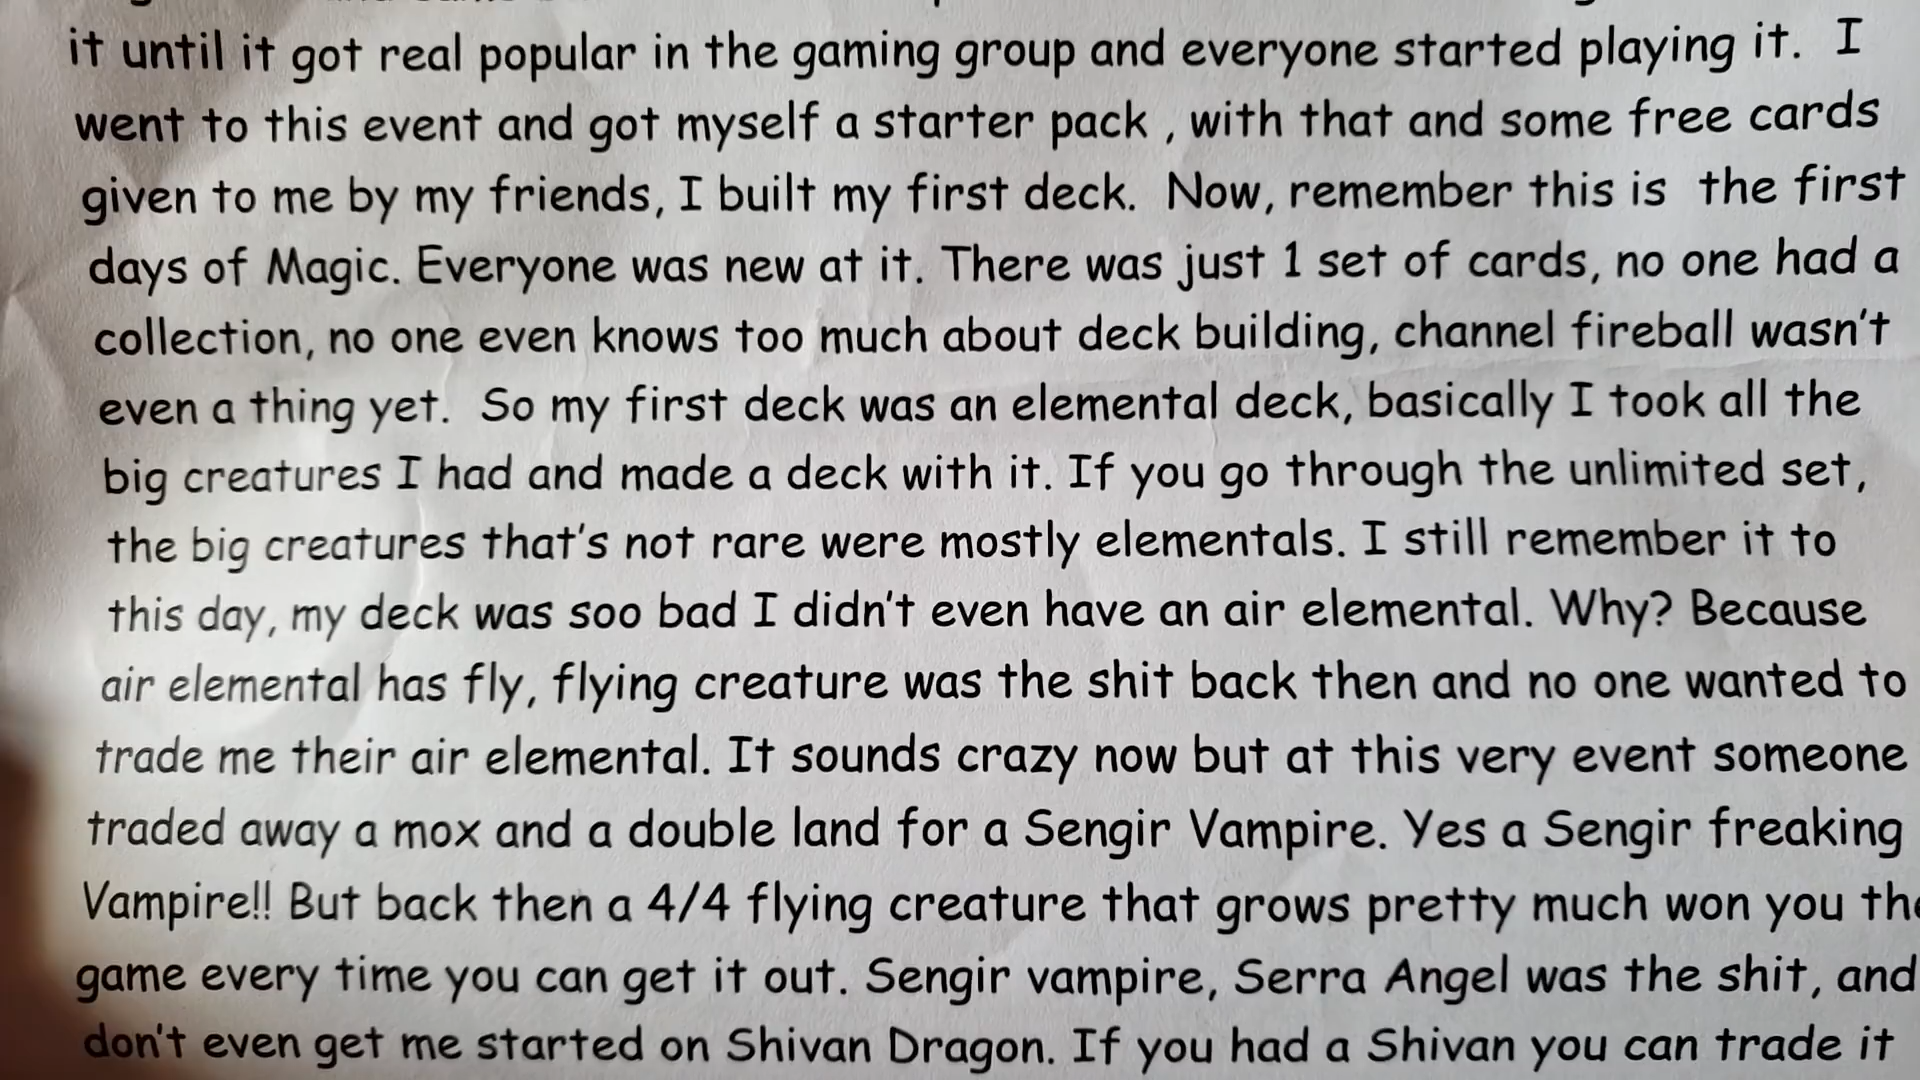 it until it got real popular in the gaming group and everyone started playing it.  I
went to this event and got myself a starter pack , with that and some free cards
given to me by my friends, I built my first deck.  Now, remember this is  the first
days of Magic. Everyone was new at it. There was just 1 set of cards, no one had a
collection, no one even knows too much about deck building, channel fireball wasn't
even a thing yet.  So my first deck was an elemental deck, basically I took all the
big creatures I had and made a deck with it. If you go through the unlimited set,
the big creatures that's not rare were mostly elementals. I still remember it to
this day, my deck was soo bad I didn't even have an air elemental. Why? Because
air elemental has fly, flying creature was the shit back then and no one wanted to
trade me their air elemental. It sounds crazy now but at this very event someone
traded away a mox and a double land for a Sengir Vampire. Yes a Sengir freaking
Vampire!! But back then a 4/4 flying creature that grows pretty much won you the
game every time you can get it out. Sengir vampire, Serra Angel was the shit, and
don't even get me started on Shivan Dragon. If you had a Shivan you can trade it